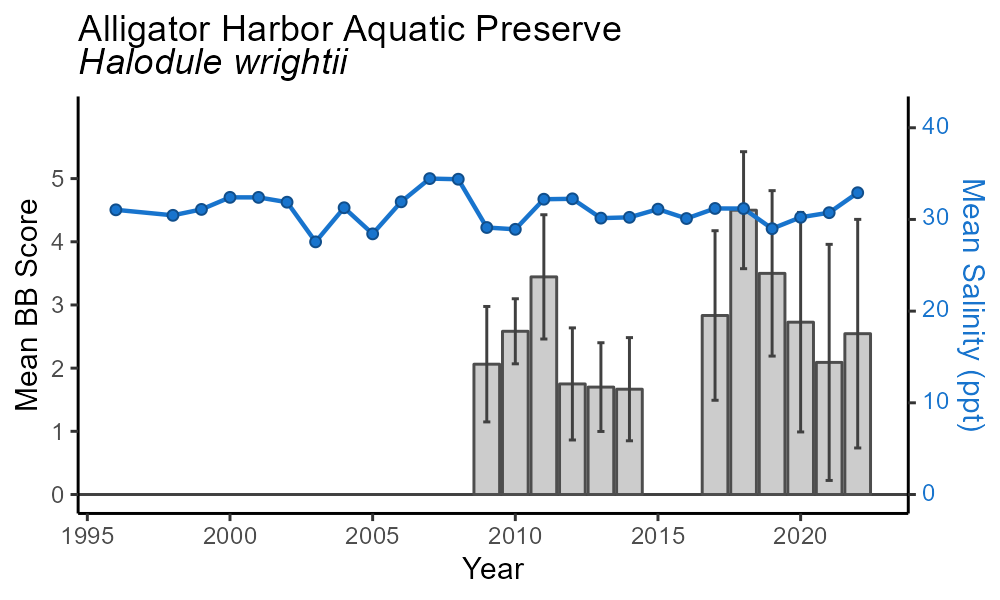 Alligator Harbor Aquatic Preserve
Halodule wrightii
Mean BB Score
5
4
3
2
1
0
40
30
20
10
0
Mean Salinity (ppt)
1995 2000 2005 2010 2015 2020
Year